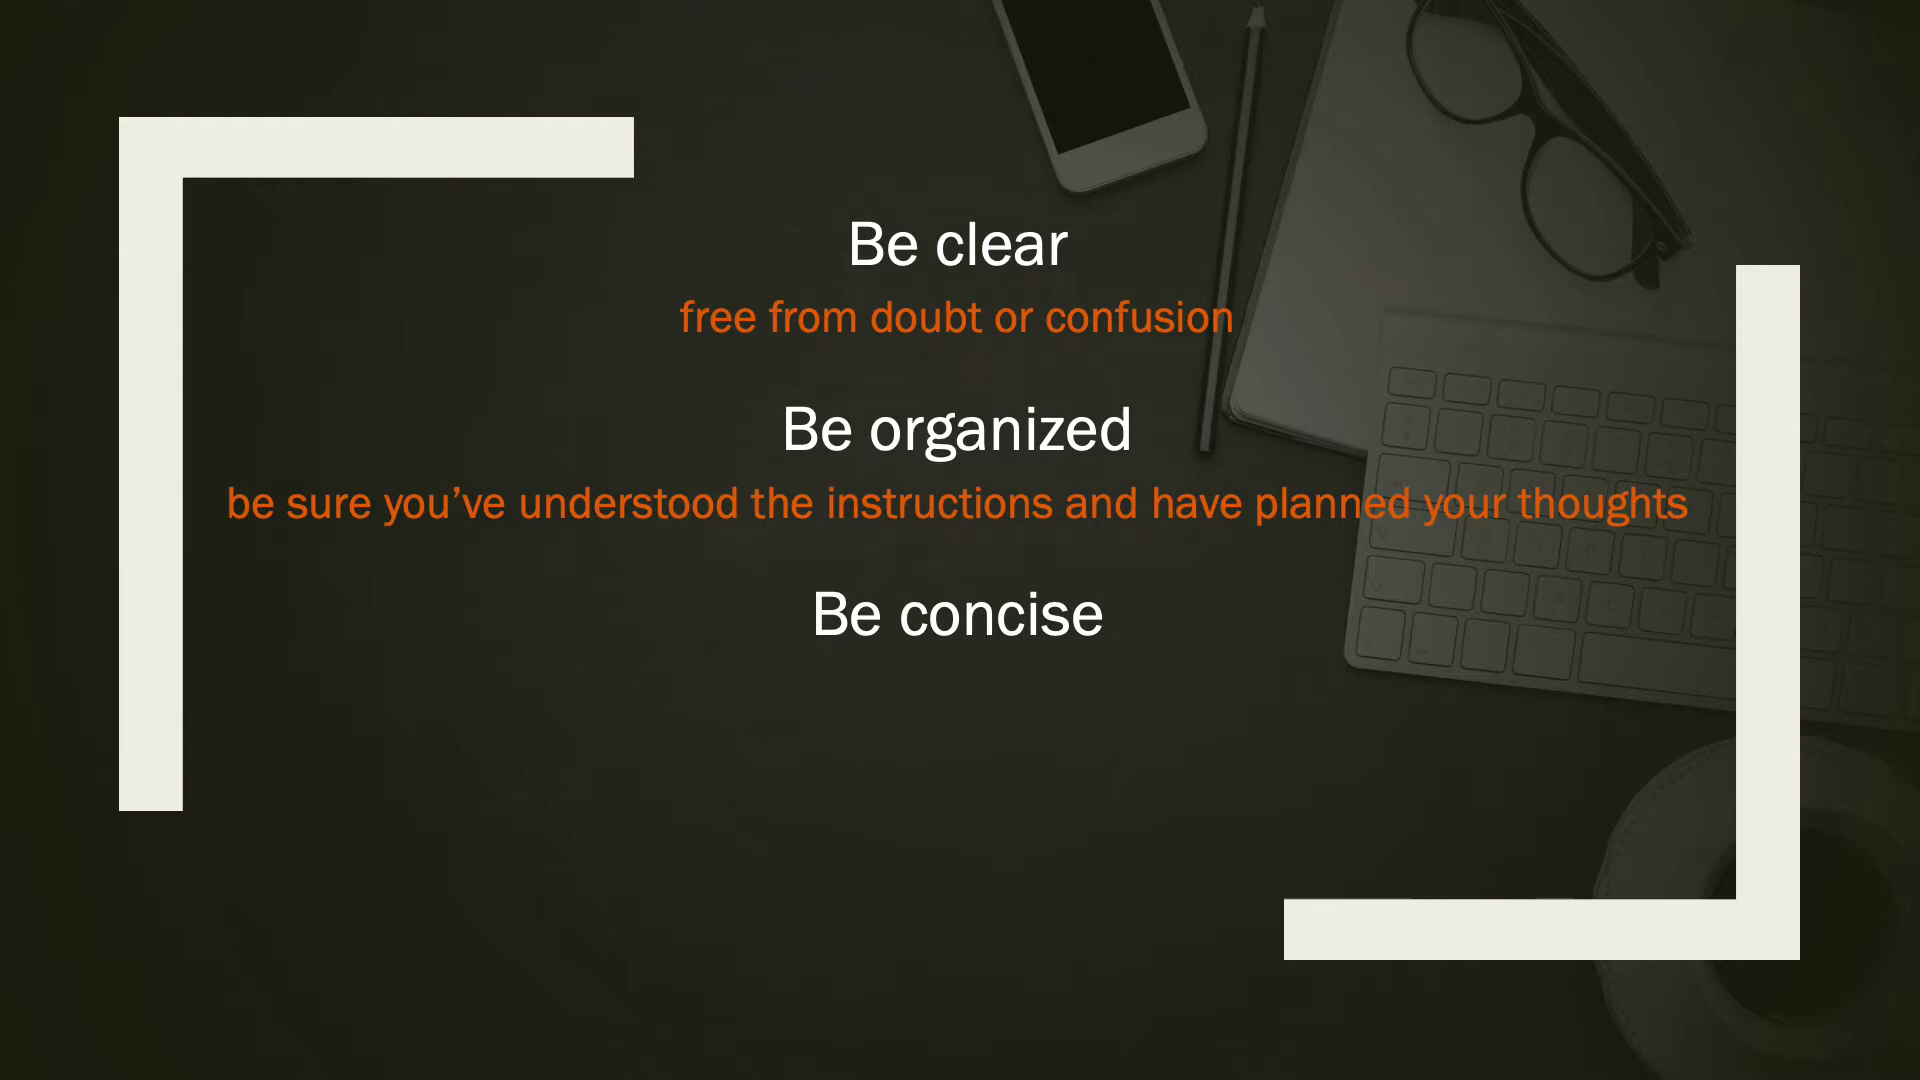 Be clear
free from doubt or confusion
Be organized
be sure you’ve understood the instructions and have planned your thoughts
Be concise